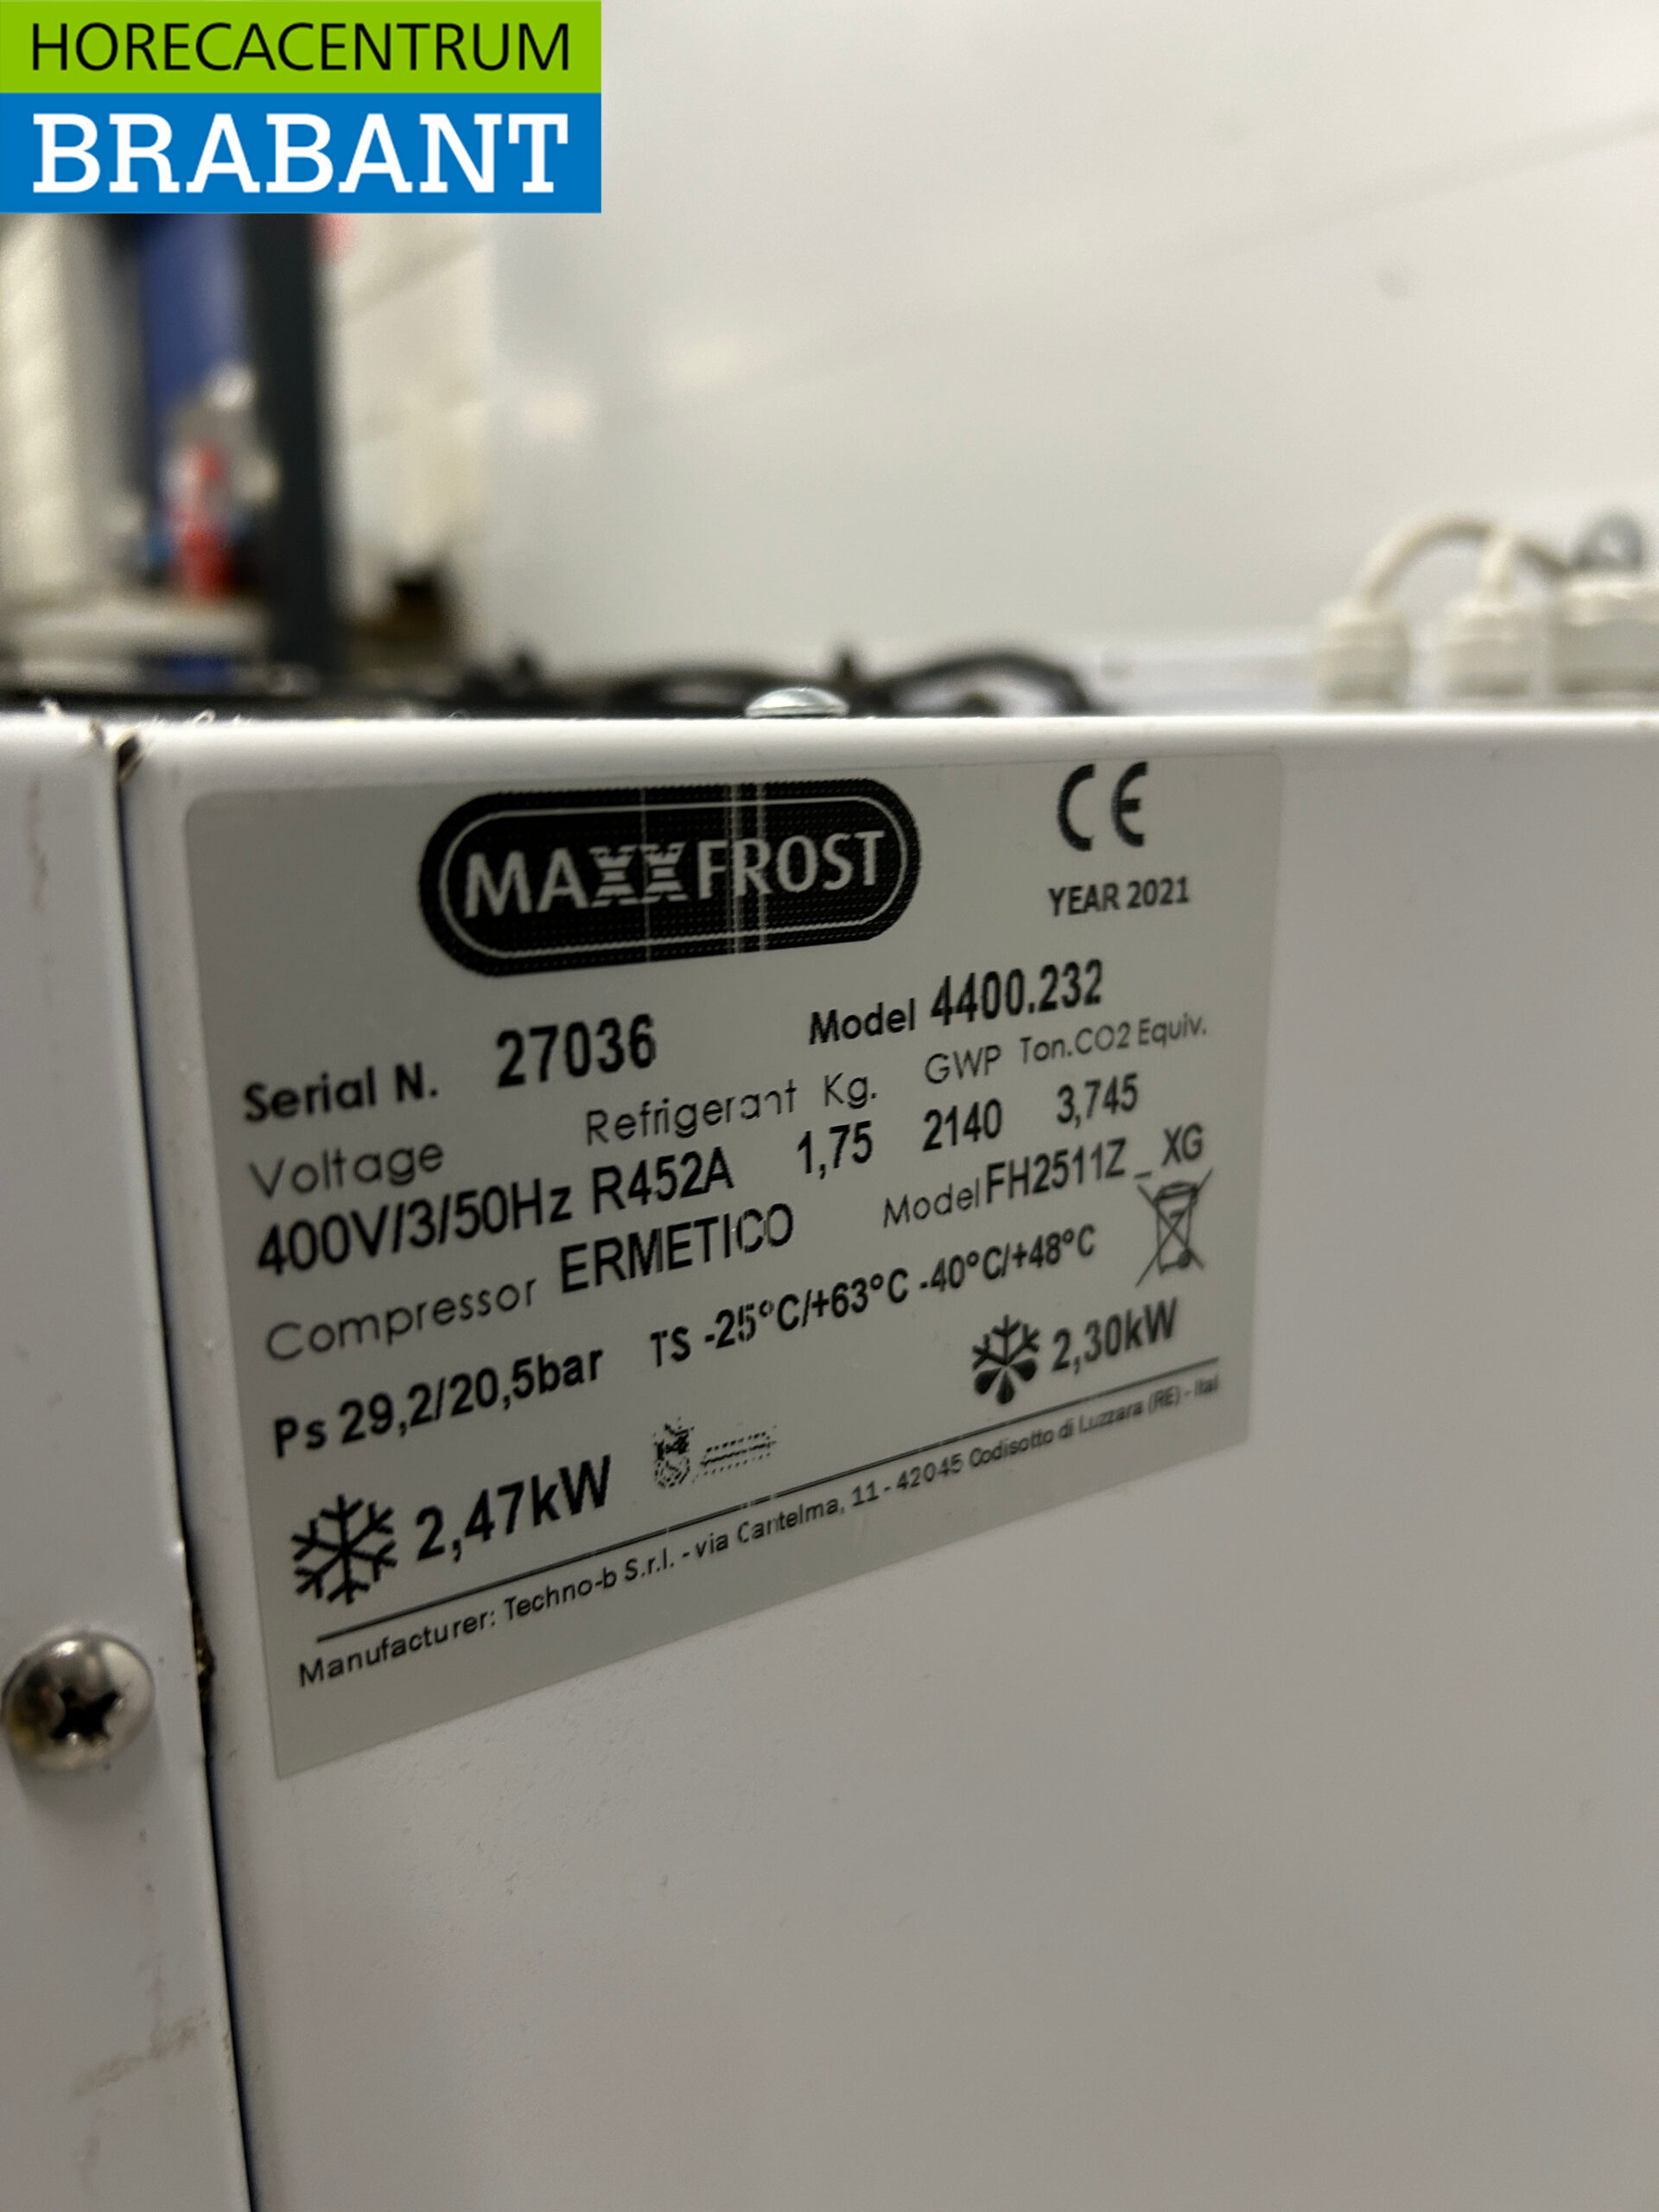 HORECACENTRUM
BRABANT
MAXXFROST
CE
YEAR 2021
Serial N. 27036 Model 4400.232
Voltage Refrigerant Kg. GWP Ton.CO2 Equiv.
400V/3/50Hz R452A 1,75 2140 3,745
Compressor ERMETICO Model FH2511Z_XG
Ps 29,2/20,5bar TS -25°C/+63°C -40°C/+48°C
2,47kW 2,30kW
Manufacturer: Techno-b S.r.l. - via Cantelma, 11 - 42045 Codisotto di Luzzara (RE) - Ital